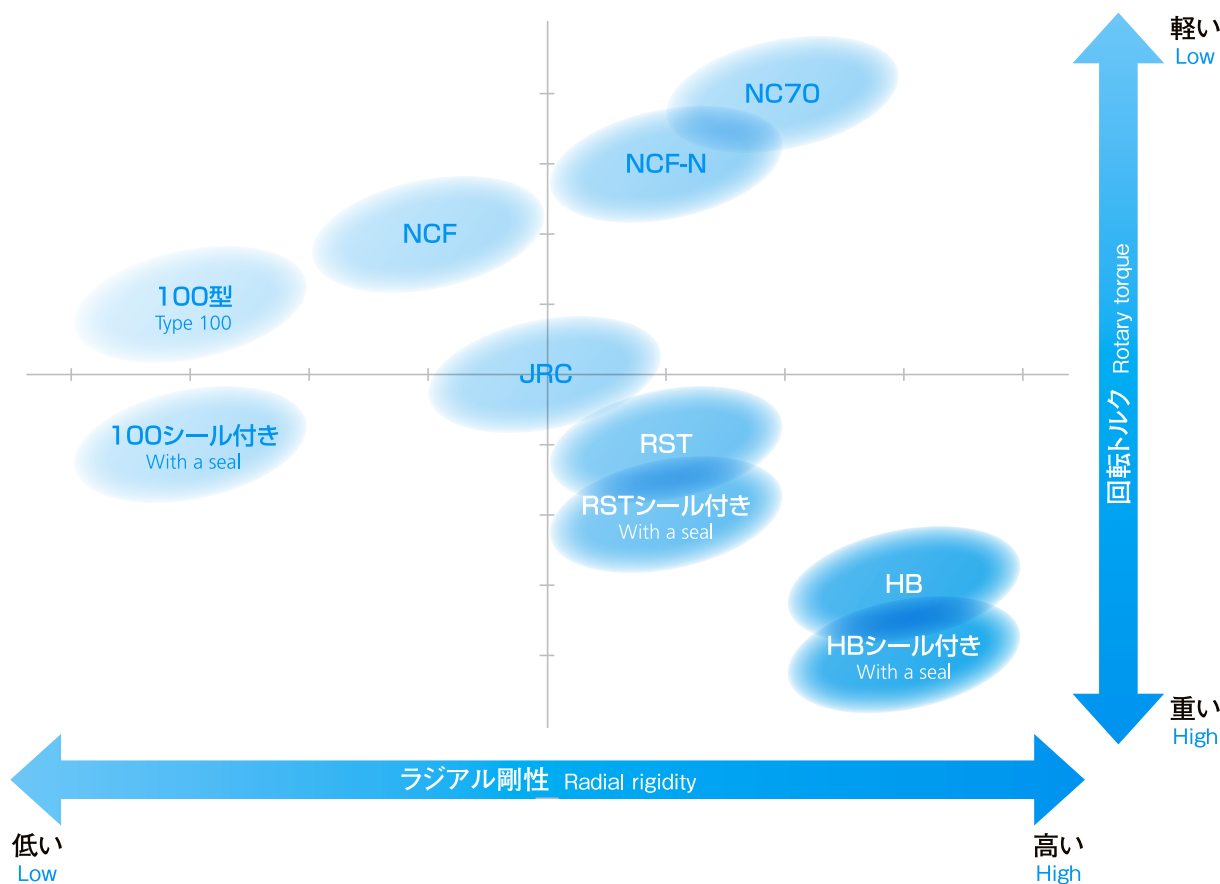 軽い
Low
NC70
NCF-N
NCF
100型
Type 100
JRC
100シール付き
With a seal
RST
RSTシール付き
With a seal
HB
HBシール付き
With a seal
回転トルク Rotary torque
重い
High
ラジアル剛性 Radial rigidity
低い
Low
高い
High